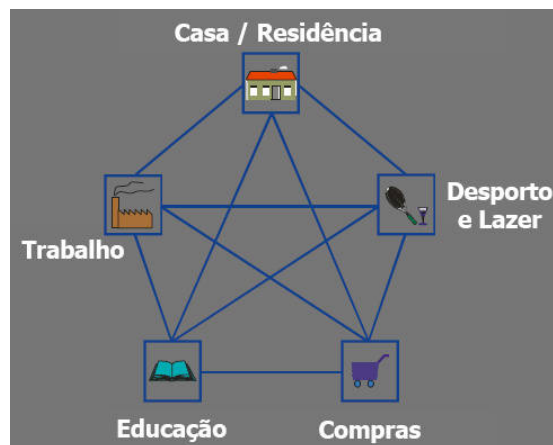 Casa / Residência
Desporto
e Lazer
Trabalho
Educação
Compras